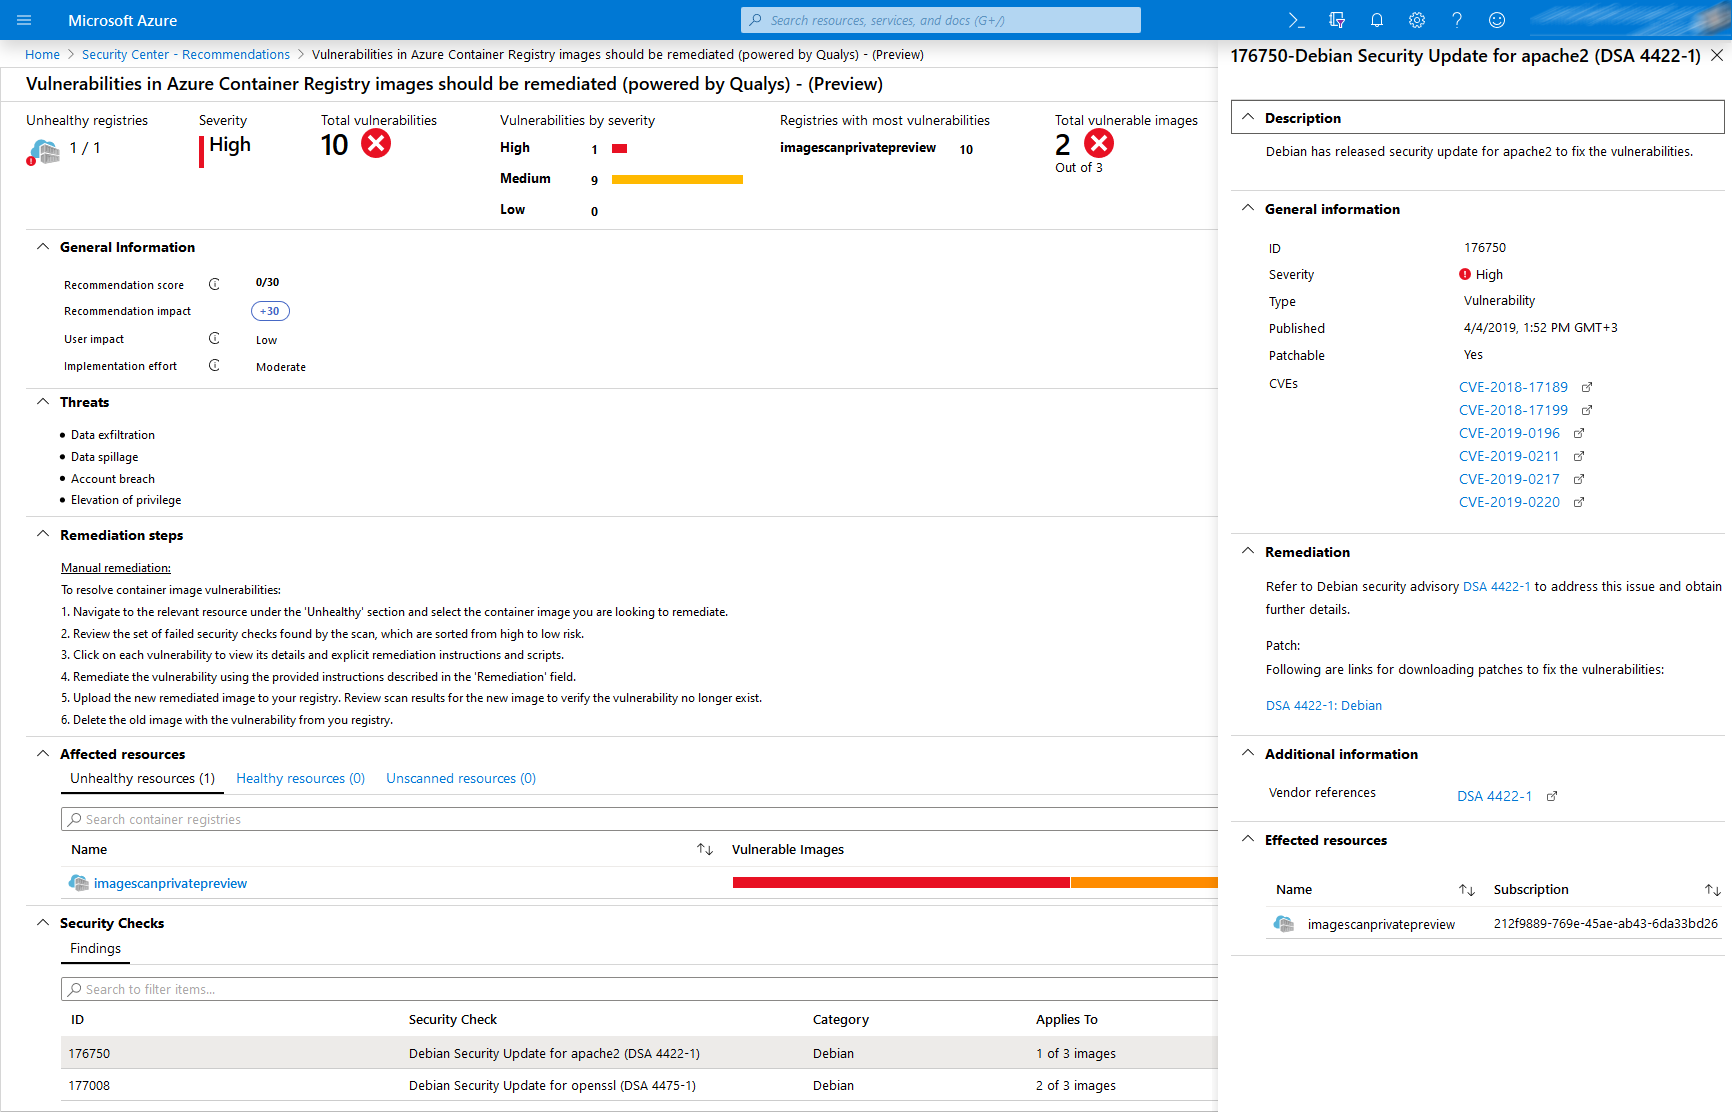 Microsoft Azure
Search resources, services, and docs (G+/)
Home > Security Center - Recommendations > Vulnerabilities in Azure Container Registry images should be remediated (powered by Qualys) - (Preview)
Vulnerabilities in Azure Container Registry images should be remediated (powered by Qualys) - (Preview)
Unhealthy registries
1 / 1
Severity
High
Total vulnerabilities
10
Vulnerabilities by severity
High 1
Medium 9
Low 0
Registries with most vulnerabilities
imagescanprivatepreview 10
Total vulnerable images
2
Out of 3
General Information
Recommendation score 0/30
Recommendation impact +30
User impact Low
Implementation effort Moderate
Threats
• Data exfiltration
• Data spillage
• Account breach
• Elevation of privilege
Remediation steps
Manual remediation:
To resolve container image vulnerabilities:
1. Navigate to the relevant resource under the 'Unhealthy' section and select the container image you are looking to remediate.
2. Review the set of failed security checks found by the scan, which are sorted from high to low risk.
3. Click on each vulnerability to view its details and explicit remediation instructions and scripts.
4. Remediate the vulnerability using the provided instructions described in the 'Remediation' field.
5. Upload the new remediated image to your registry. Review scan results for the new image to verify the vulnerability no longer exist.
6. Delete the old image with the vulnerability from you registry.
Affected resources
Unhealthy resources (1) Healthy resources (0) Unscanned resources (0)
Search container registries
Name Vulnerable Images
imagescanprivatepreview
Security Checks
Findings
Search to filter items...
ID Security Check Category Applies To
176750 Debian Security Update for apache2 (DSA 4422-1) Debian 1 of 3 images
177008 Debian Security Update for openssl (DSA 4475-1) Debian 2 of 3 images
176750-Debian Security Update for apache2 (DSA 4422-1)
Description
Debian has released security update for apache2 to fix the vulnerabilities.
General information
ID 176750
Severity High
Type Vulnerability
Published 4/4/2019, 1:52 PM GMT+3
Patchable Yes
CVEs CVE-2018-17189
CVE-2018-17199
CVE-2019-0196
CVE-2019-0211
CVE-2019-0217
CVE-2019-0220
Remediation
Refer to Debian security advisory DSA 4422-1 to address this issue and obtain
further details.
Patch:
Following are links for downloading patches to fix the vulnerabilities:
DSA 4422-1: Debian
Additional information
Vendor references DSA 4422-1
Effected resources
Name Subscription
imagescanprivatepreview 212f9889-769e-45ae-ab43-6da33bd26